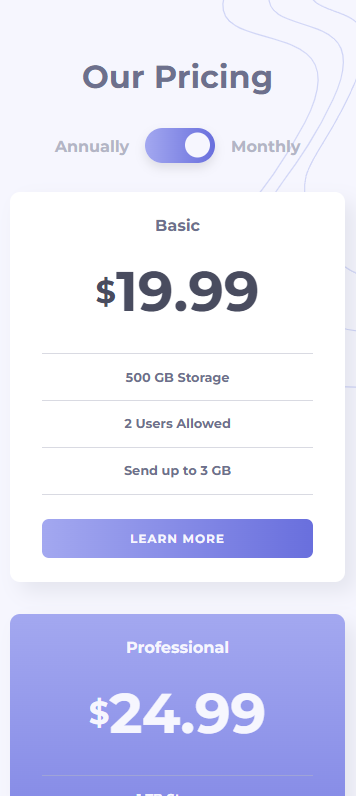 Our Pricing
Annually Monthly
Basic
$19.99
500 GB Storage
2 Users Allowed
Send up to 3 GB
LEARN MORE
Professional
$24.99